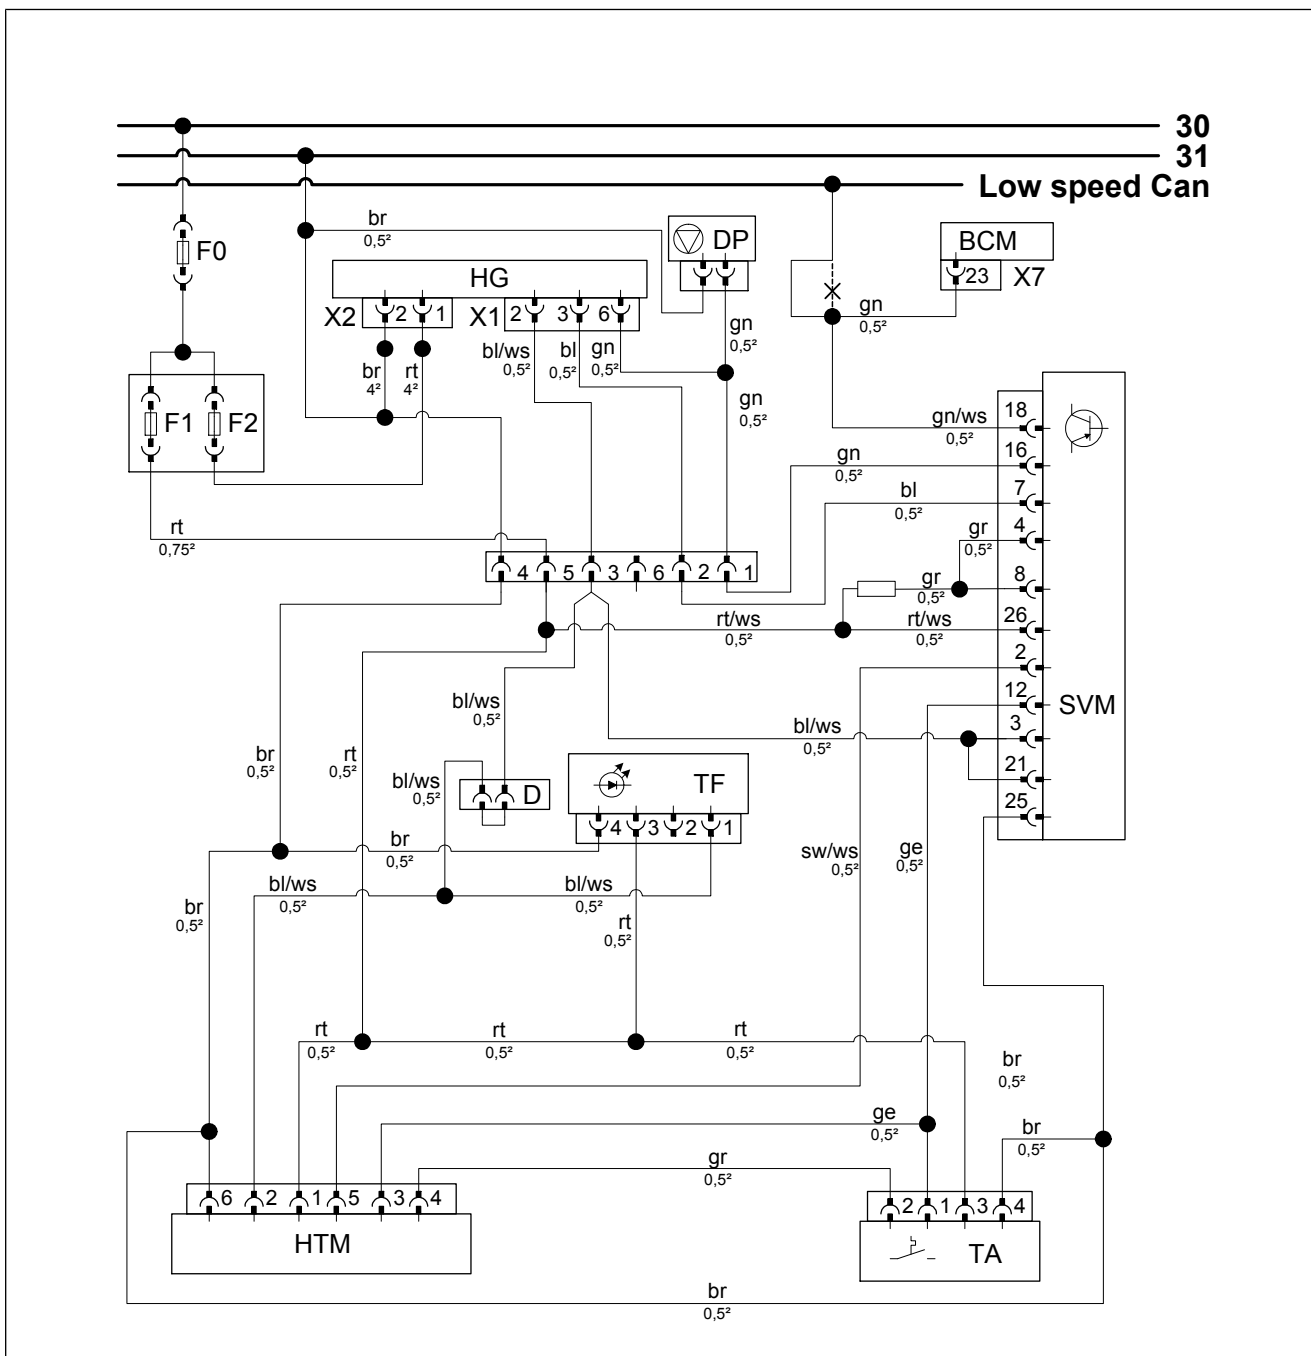 30
31
Low speed Can
br
0,5²
DP
BCM
23 X7
F0
HG
X2 2 1 X1 2 3 6
gn
0,5²
gn
0,5²
bl/ws
0,5²
bl
0,5²
gn
0,5²
br
4²
rt
4²
gn
0,5²
F1 F2
18
gn/ws
0,5²
16
gn
0,5²
7
bl
0,5²
4
gr
0,5²
rt
0,75²
4 5 3 6 2 1
8
gr
0,5²
26
rt/ws
0,5²
rt/ws
0,5²
2
12
SVM
3
bl/ws
0,5²
bl/ws
0,5²
21
25
br
0,5²
rt
0,5²
bl/ws
0,5²
D
TF
4 3 2 1
br
0,5²
sw/ws
0,5²
ge
0,5²
bl/ws
0,5²
bl/ws
0,5²
br
0,5²
rt
0,5²
rt
0,5²
rt
0,5²
rt
0,5²
br
0,5²
ge
0,5²
br
0,5²
gr
0,5²
6 2 1 5 3 4
HTM
2 1 3 4
TA
br
0,5²